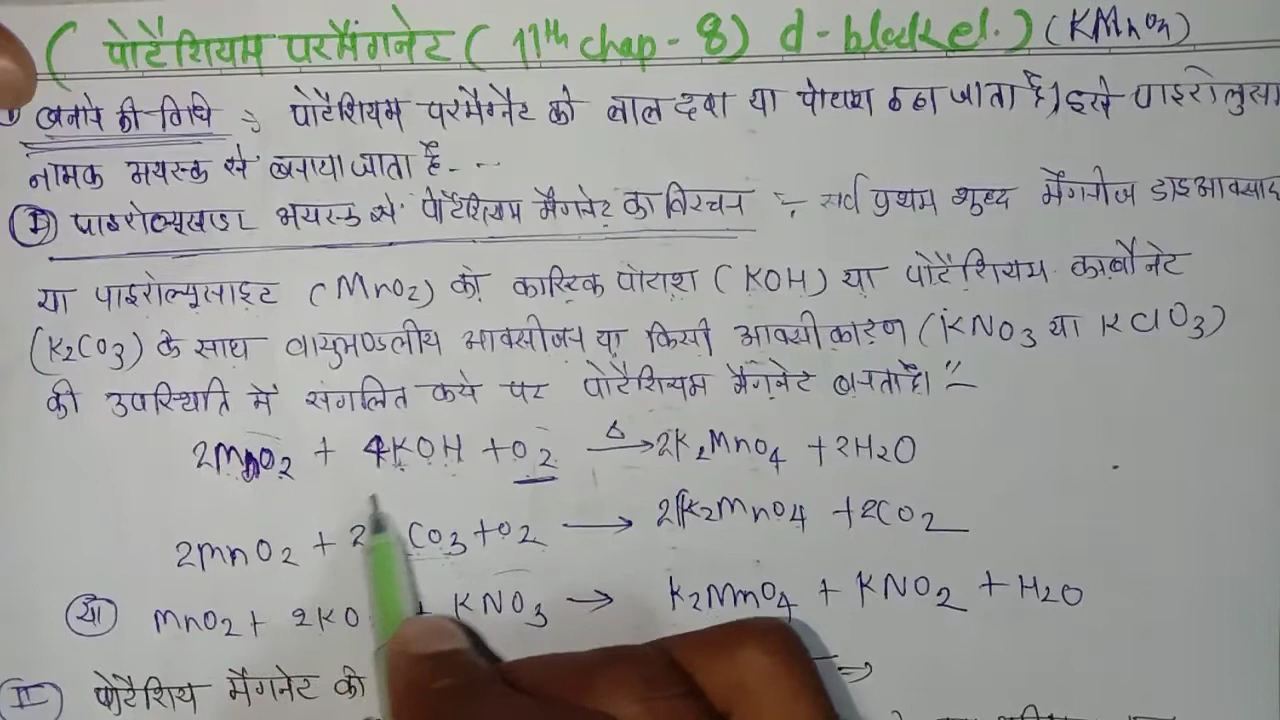 ( पोटैशियम परमैंगनेट ( 11th chap - 8) d - block el. ) (KMnO4)
बनाने की विधि : पोटैशियम परमैगनेट को लाल दवा या पोटाश कहा जाता है। इसे पाइरोलुसा
नामक अयस्क से बनाया जाता है- --
(I) पाइरोल्यूसाइट अयस्क से पोटैशियम मैंगनेट का विरचन :- सर्व प्रथम शुध्द मैंगनीज डाइआक्साइ
या पाइरोल्यूसाइट (MnO2) को कास्टिक पोटाश (KOH) या पोटैशियम कार्बोनेट
(K2CO3) के साथ वायुमण्डलीय आक्सीजन या किसी आक्सीकारण (KNO3 या KClO3)
की उपस्थिति में संगलित करने पर पोटैशियम मैंगनेट बनता है। :-
2MnO2 + 4KOH + O2 —Δ→ 2K2MnO4 + 2H2O
2MnO2 + 2 CO3 + O2 → 2K2MnO4 + 2CO2
(या) MnO2 + 2KO + KNO3 → K2MnO4 + KNO2 + H2O
(II) पोटैशिय मैंगनेट की ⇒